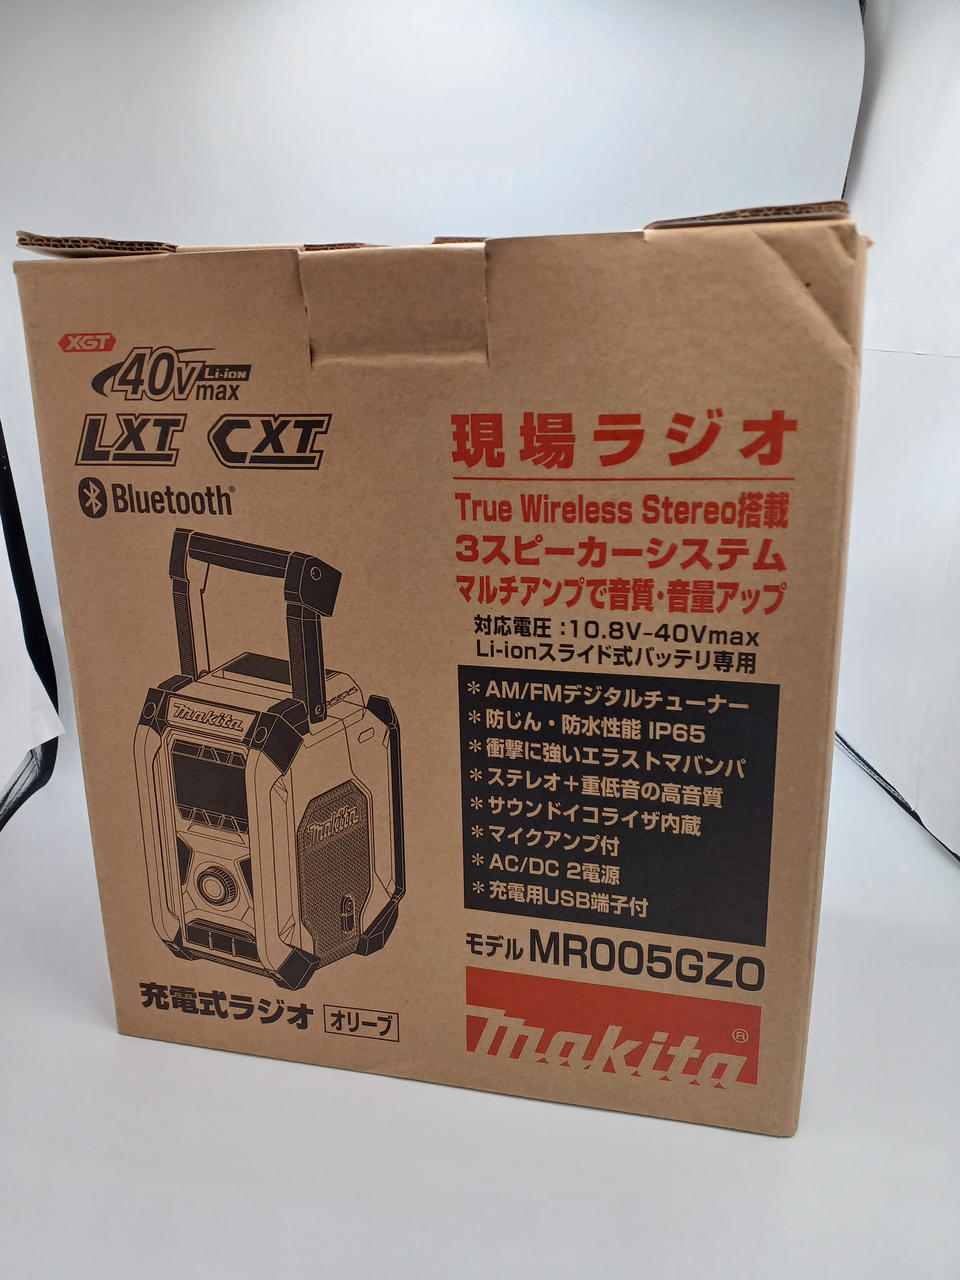 XGT
40Vmax Li-ion
LXT CXT
Bluetooth®
現場ラジオ
True Wireless Stereo搭載
3スピーカーシステム
マルチアンプで音質・音量アップ
対応電圧:10.8V-40Vmax
Li-ionスライド式バッテリ専用
*AM/FMデジタルチューナー
*防じん・防水性能 IP65
*衝撃に強いエラストマバンパ
*ステレオ+重低音の高音質
*サウンドイコライザ内蔵
*マイクアンプ付
*AC/DC 2電源
*充電用USB端子付
モデル MR005GZO
makita®
Makita
Makita
充電式ラジオ オリーブ